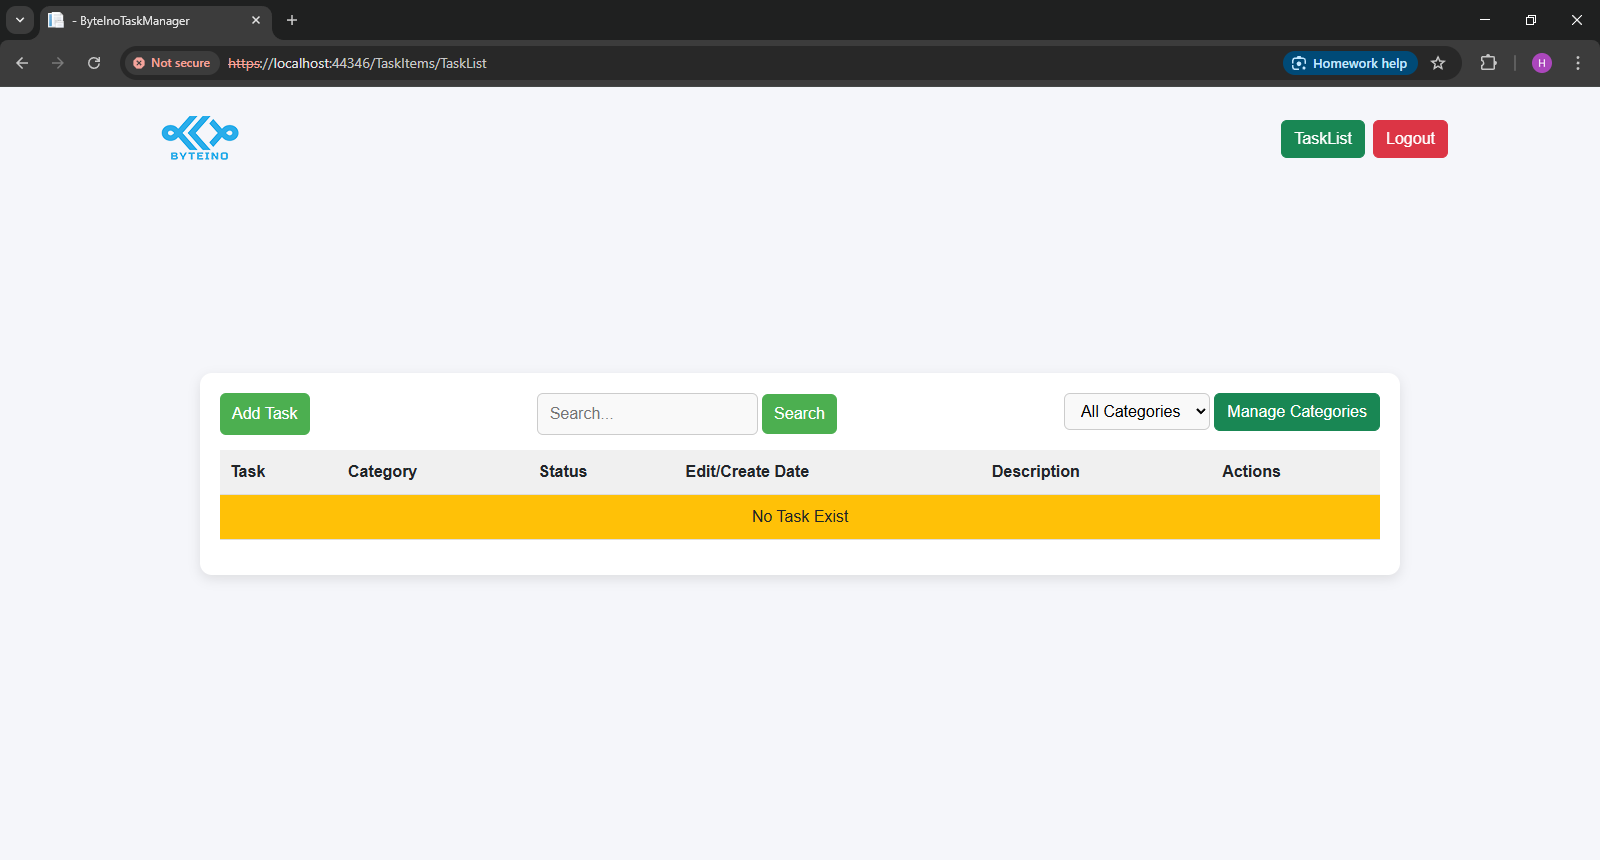 - ByteInoTaskManager
Not secure
https://localhost:44346/TaskItems/TaskList
Homework help
H
BYTEINO
TaskList
Logout
Add Task
Search...
Search
All Categories
Manage Categories
Task Category Status Edit/Create Date Description Actions
No Task Exist